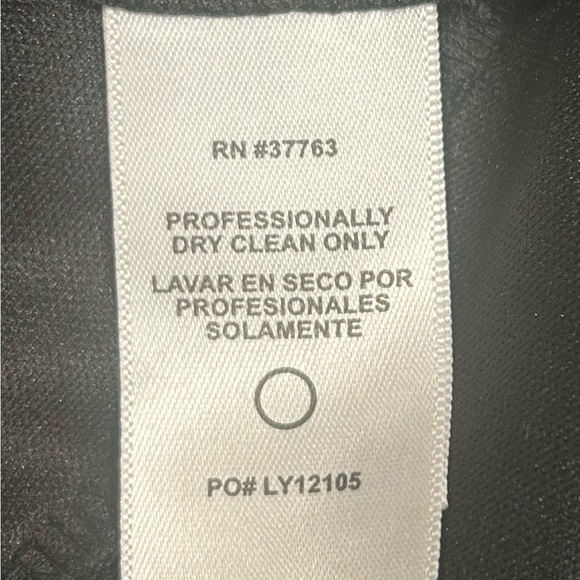 RN #37763
PROFESSIONALLY
DRY CLEAN ONLY
LAVAR EN SECO POR
PROFESIONALES
SOLAMENTE
PO# LY12105